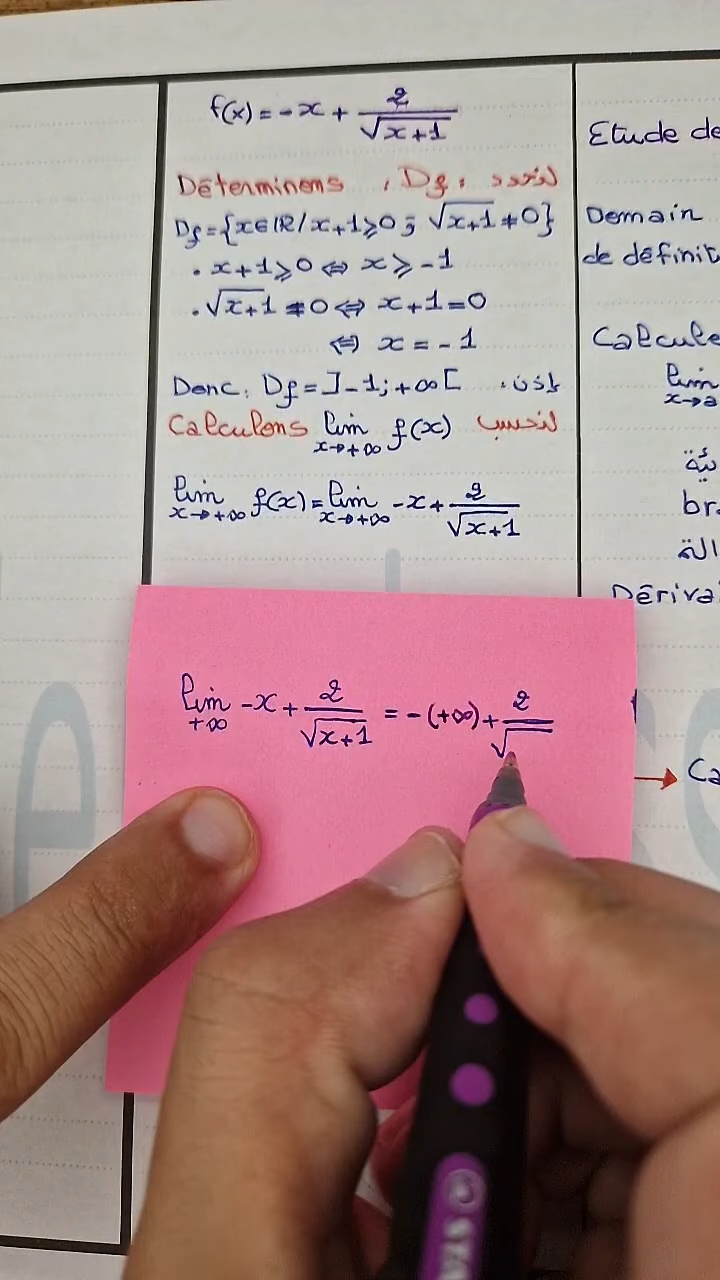 f(x) = -x + 2/√(x+1)
Déterminons , Df , لنحدد
Df = {x∈ℝ / x+1⩾0 ; √(x+1) ≠ 0}
• x+1⩾0 ⇔ x⩾-1
• √(x+1) ≠ 0 ⇔ x+1=0
⇔ x = -1
Donc, Df = ]-1;+∞[ إذن,
Calculons lim x→+∞ f(x) لنحسب
lim x→+∞ f(x) = lim x→+∞ -x + 2/√(x+1)
lim +∞ -x + 2/√(x+1) = -(+∞) + 2/√
Etude de
Domain
de définit
Calcule
lim x→a
br
الة
Dériva
Ca